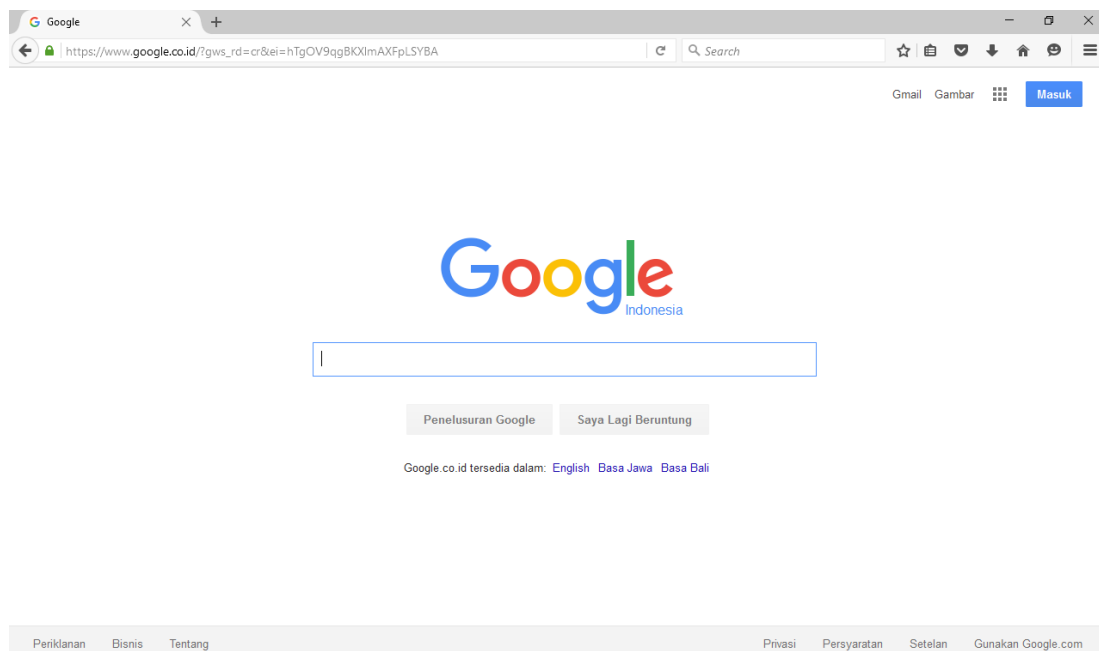 Google
https://www.google.co.id/?gws_rd=cr&ei=hTgOV9qgBKXlmAXFpLSYBA
Search
Gmail Gambar Masuk
Google
Indonesia
Penelusuran Google Saya Lagi Beruntung
Google.co.id tersedia dalam: English Basa Jawa Basa Bali
Periklanan Bisnis Tentang Privasi Persyaratan Setelan Gunakan Google.com